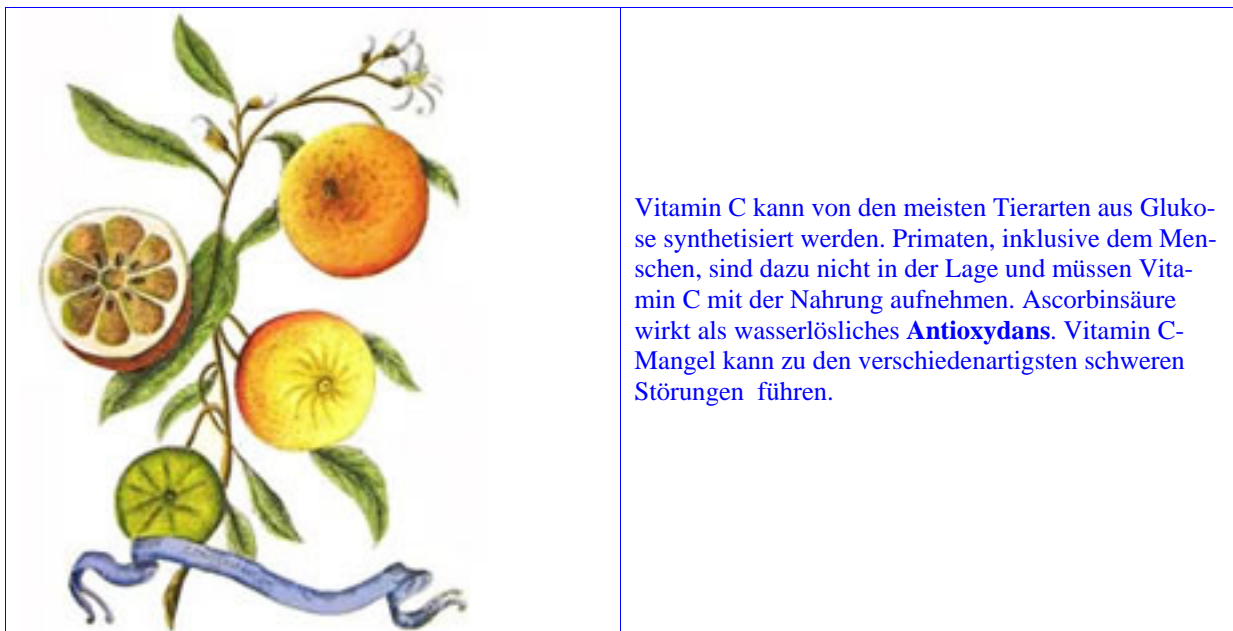 Vitamin C kann von den meisten Tierarten aus Gluko-
se synthetisiert werden. Primaten, inklusive dem Men-
schen, sind dazu nicht in der Lage und müssen Vita-
min C mit der Nahrung aufnehmen. Ascorbinsäure
wirkt als wasserlösliches Antioxydans. Vitamin C-
Mangel kann zu den verschiedenartigsten schweren
Störungen  führen.